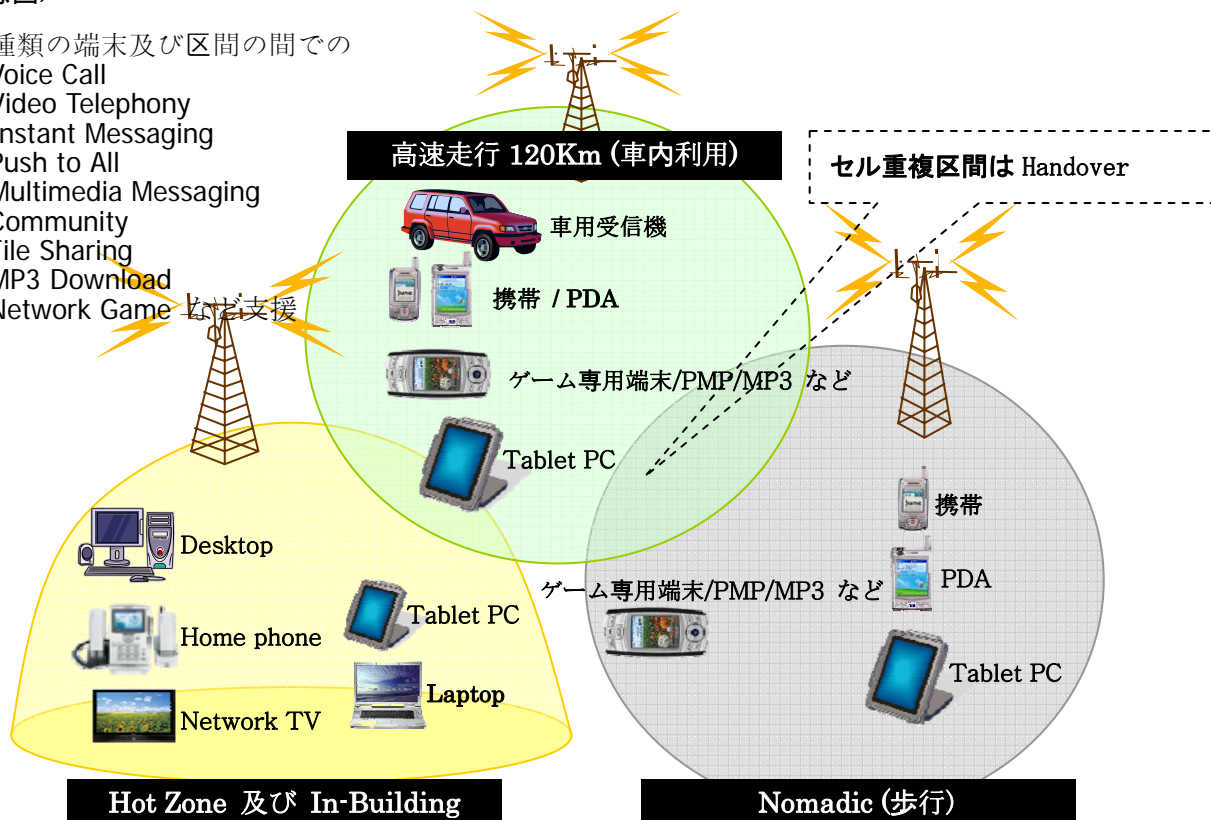 種類の端末及び区間の間での
Voice Call
Video Telephony
Instant Messaging
Push to All
Multimedia Messaging
Community
File Sharing
MP3 Download
Network Game など支援
高速走行 120Km (車内利用)
セル重複区間は Handover
車用受信機
携帯 / PDA
ゲーム専用端末/PMP/MP3 など
Tablet PC
Desktop
Home phone
Network TV
Tablet PC
Laptop
Hot Zone 及び In-Building
携帯
PDA
ゲーム専用端末/PMP/MP3 など
Tablet PC
Nomadic (歩行)